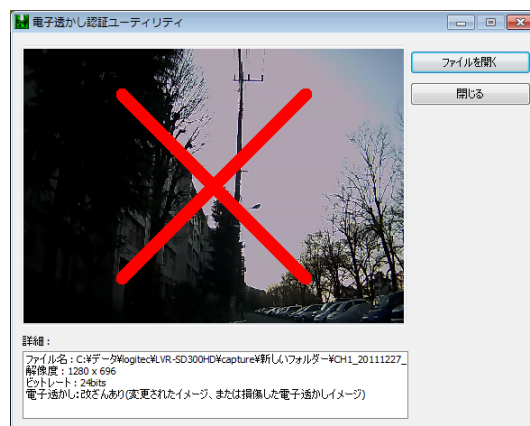 電子透かし認証ユーティリティ
ファイルを開く
閉じる
詳細：
ファイル名：C:¥データ¥logitec¥LVR-SD300HD¥capture¥新しいフォルダー¥CH1_20111227_
解像度：1280 x 696
ビットレート：24bits
電子透かし:改ざんあり(変更されたイメージ、または損傷した電子透かしイメージ)